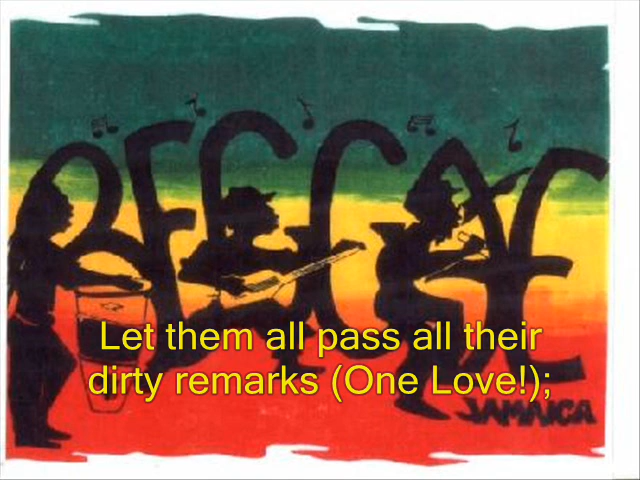 REGGAE
Let them all pass all their
dirty remarks (One Love!);
JAMAICA